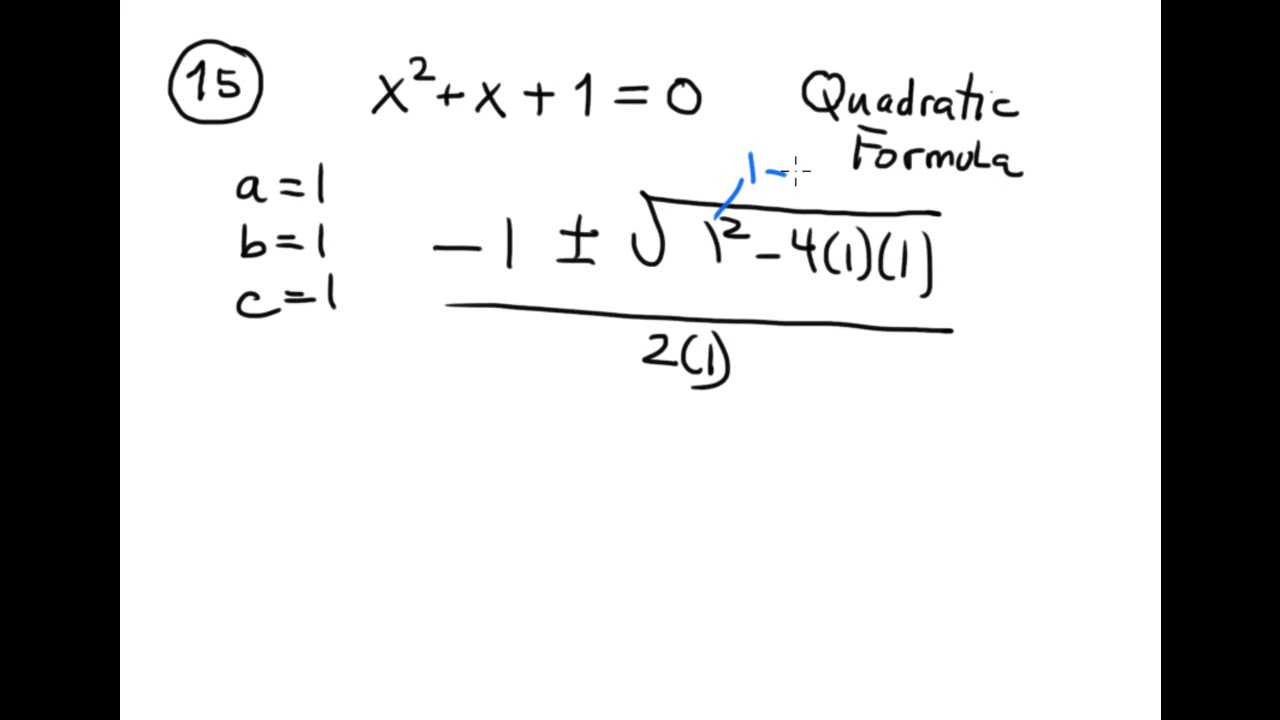 15 x² + x + 1 = 0 Quadratic
Formula
a = 1
b = 1
c = 1
1 -
-1 ± √1² - 4(1)(1)
2(1)